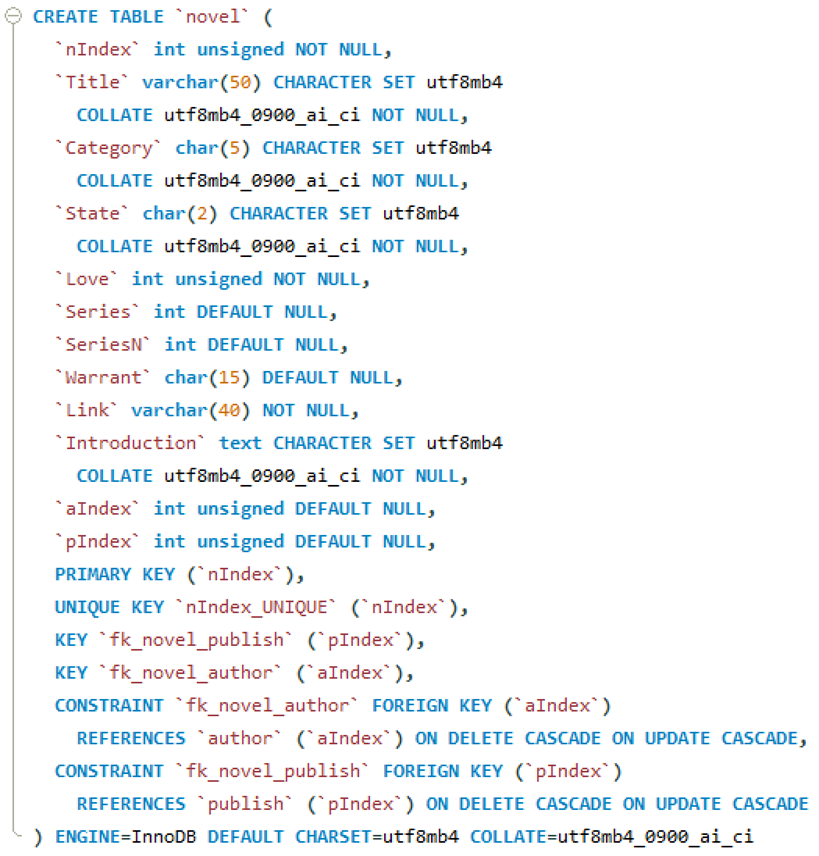 CREATE TABLE `novel` (
`nIndex` int unsigned NOT NULL,
`Title` varchar(50) CHARACTER SET utf8mb4
COLLATE utf8mb4_0900_ai_ci NOT NULL,
`Category` char(5) CHARACTER SET utf8mb4
COLLATE utf8mb4_0900_ai_ci NOT NULL,
`State` char(2) CHARACTER SET utf8mb4
COLLATE utf8mb4_0900_ai_ci NOT NULL,
`Love` int unsigned NOT NULL,
`Series` int DEFAULT NULL,
`SeriesN` int DEFAULT NULL,
`Warrant` char(15) DEFAULT NULL,
`Link` varchar(40) NOT NULL,
`Introduction` text CHARACTER SET utf8mb4
COLLATE utf8mb4_0900_ai_ci NOT NULL,
`aIndex` int unsigned DEFAULT NULL,
`pIndex` int unsigned DEFAULT NULL,
PRIMARY KEY (`nIndex`),
UNIQUE KEY `nIndex_UNIQUE` (`nIndex`),
KEY `fk_novel_publish` (`pIndex`),
KEY `fk_novel_author` (`aIndex`),
CONSTRAINT `fk_novel_author` FOREIGN KEY (`aIndex`)
REFERENCES `author` (`aIndex`) ON DELETE CASCADE ON UPDATE CASCADE,
CONSTRAINT `fk_novel_publish` FOREIGN KEY (`pIndex`)
REFERENCES `publish` (`pIndex`) ON DELETE CASCADE ON UPDATE CASCADE
) ENGINE=InnoDB DEFAULT CHARSET=utf8mb4 COLLATE=utf8mb4_0900_ai_ci